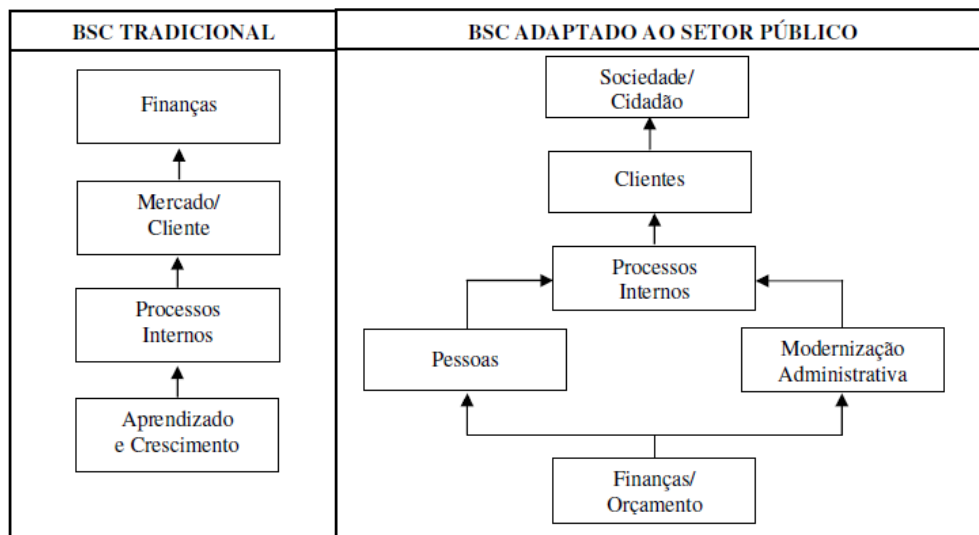 BSC TRADICIONAL
Finanças
Mercado/
Cliente
Processos
Internos
Aprendizado
e Crescimento
BSC ADAPTADO AO SETOR PÚBLICO
Sociedade/
Cidadão
Clientes
Processos
Internos
Pessoas
Modernização
Administrativa
Finanças/
Orçamento